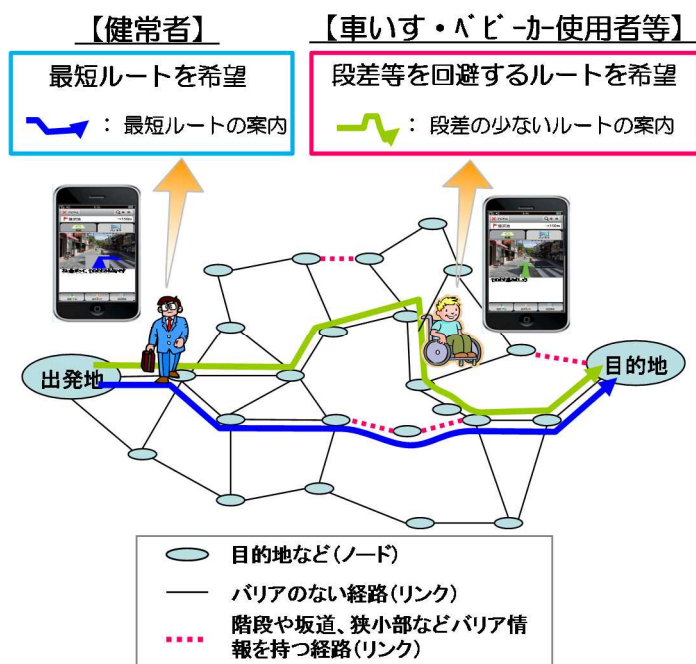 【健常者】
【車いす・ベビーカー使用者等】
最短ルートを希望
：最短ルートの案内
段差等を回避するルートを希望
：段差の少ないルートの案内
出発地
目的地
目的地など(ノード)
バリアのない経路(リンク)
階段や坂道、狭小部などバリア情
報を持つ経路(リンク)